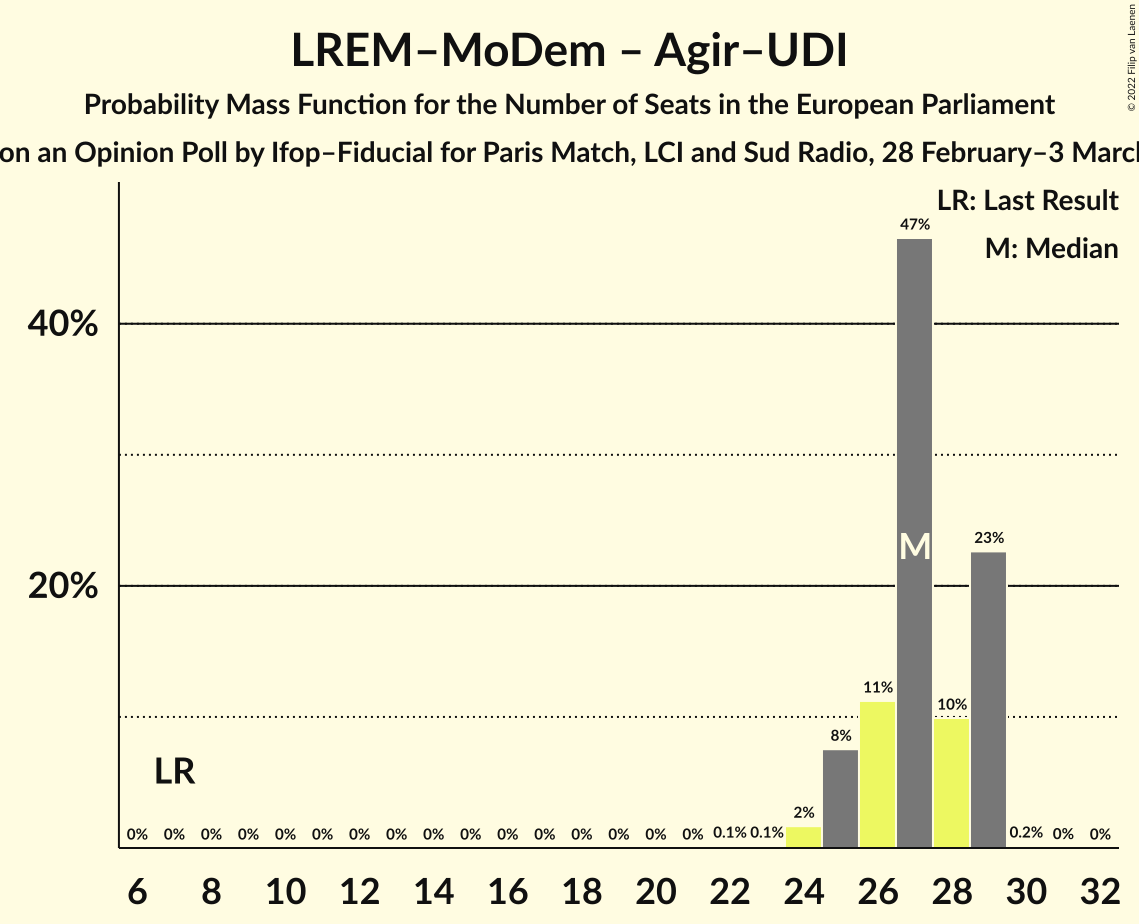 LREM–MoDem – Agir–UDI
Probability Mass Function for the Number of Seats in the European Parliament
on an Opinion Poll by Ifop–Fiducial for Paris Match, LCI and Sud Radio, 28 February–3 March
© 2022 Filip van Laenen
LR: Last Result
M: Median
47%
40%
M
23%
20%
11%
10%
8%
LR
2%
0% 0% 0% 0% 0% 0% 0% 0% 0% 0% 0% 0% 0% 0% 0% 0% 0.1% 0.1% 0.2% 0% 0%
6 8 10 12 14 16 18 20 22 24 26 28 30 32